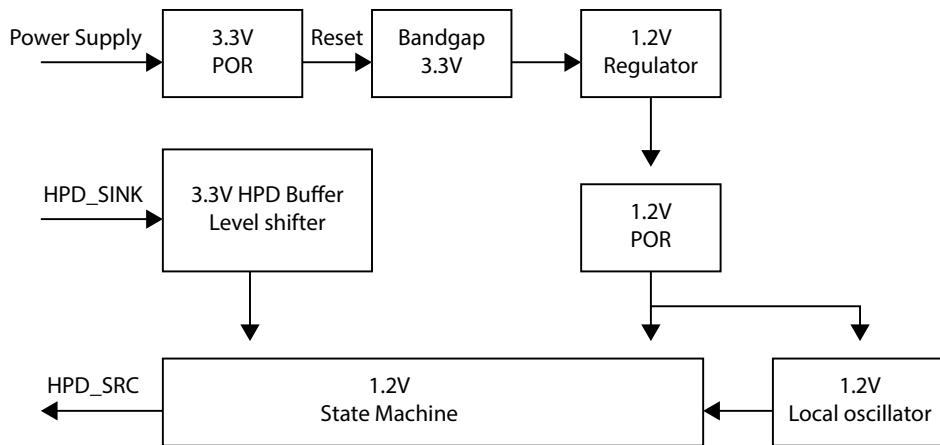 Power Supply
3.3V
POR
Reset
Bandgap
3.3V
1.2V
Regulator
HPD_SINK
3.3V HPD Buffer
Level shifter
1.2V
POR
HPD_SRC
1.2V
State Machine
1.2V
Local oscillator